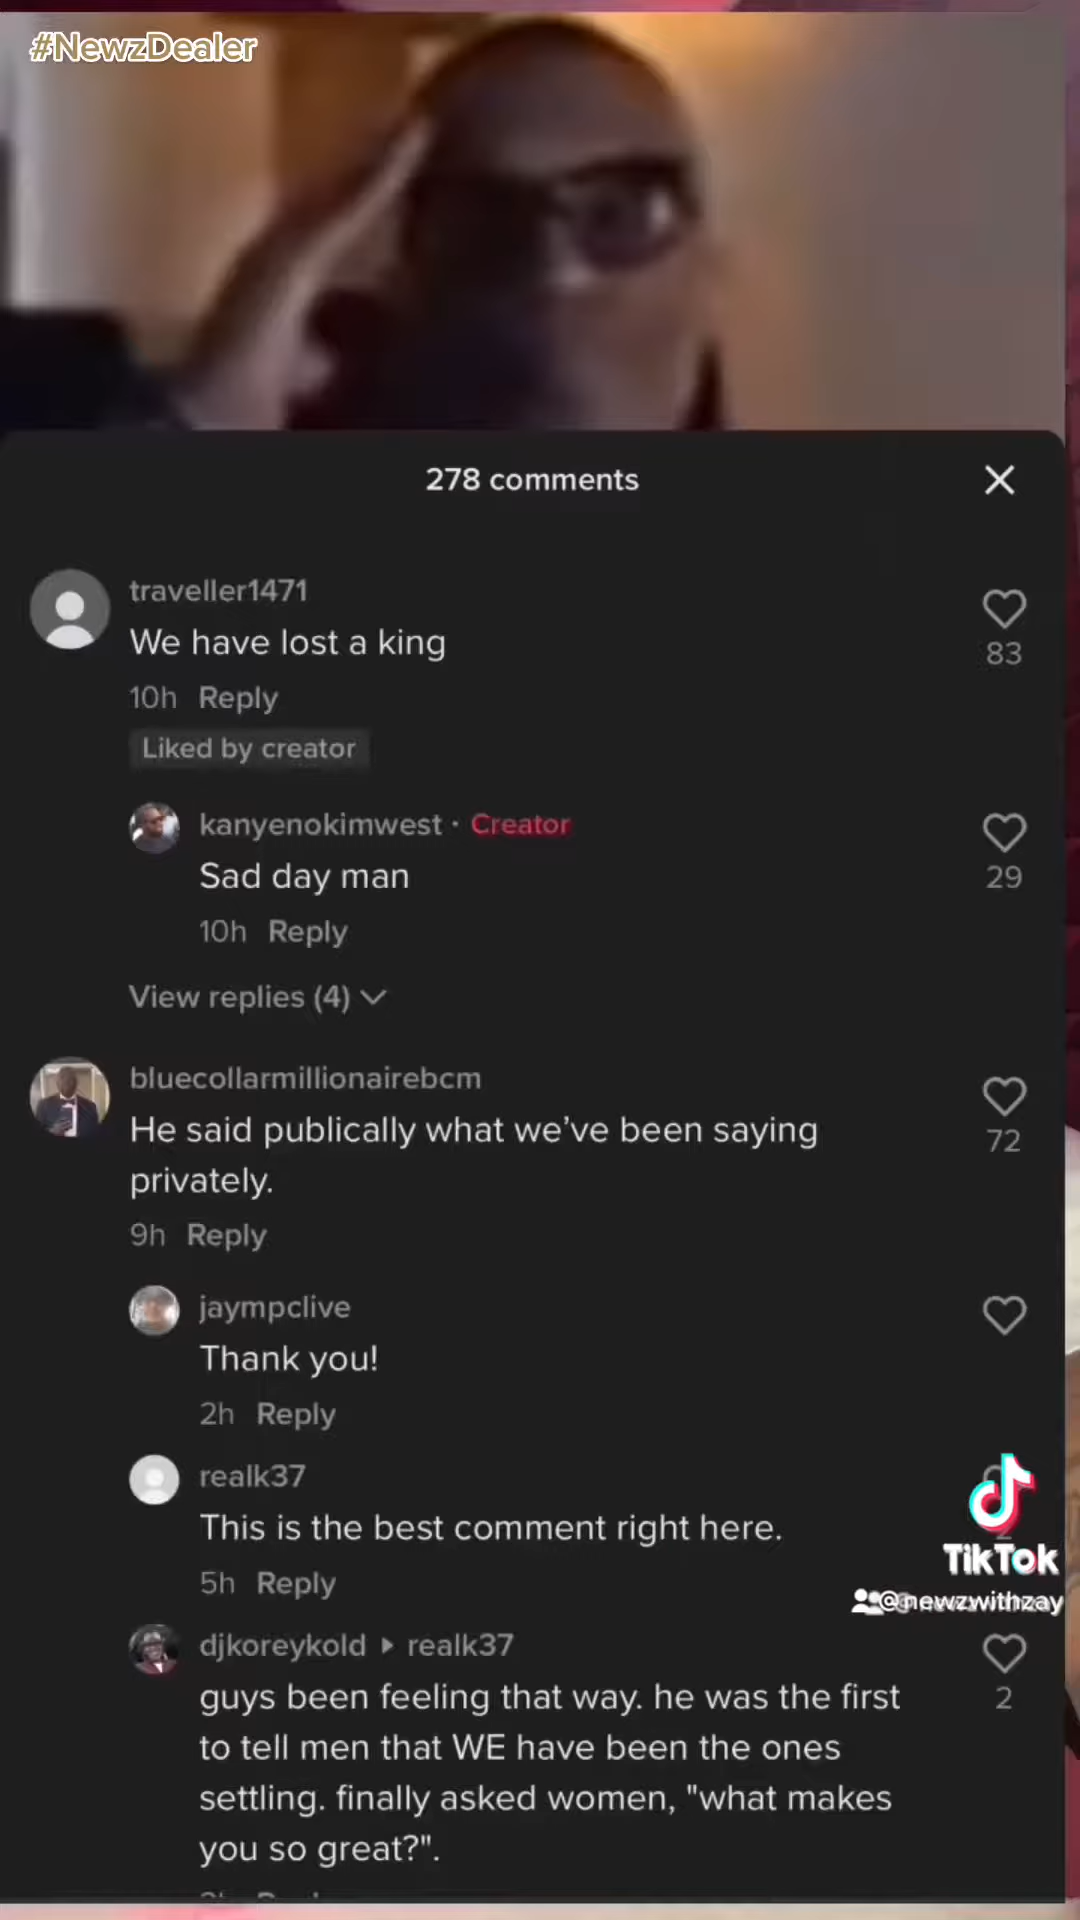 #NewzDealer
278 comments
traveller1471
We have lost a king
83
10h Reply
Liked by creator
kanyenokimwest · Creator
Sad day man
29
10h Reply
View replies (4)
bluecollarmillionairebcm
He said publically what we've been saying
privately.
72
9h Reply
jaympclive
Thank you!
2h Reply
realk37
This is the best comment right here.
5h Reply
TikTok
@newzwithzay
djkoreykold realk37
guys been feeling that way. he was the first
to tell men that WE have been the ones
settling. finally asked women, "what makes
you so great?".
2